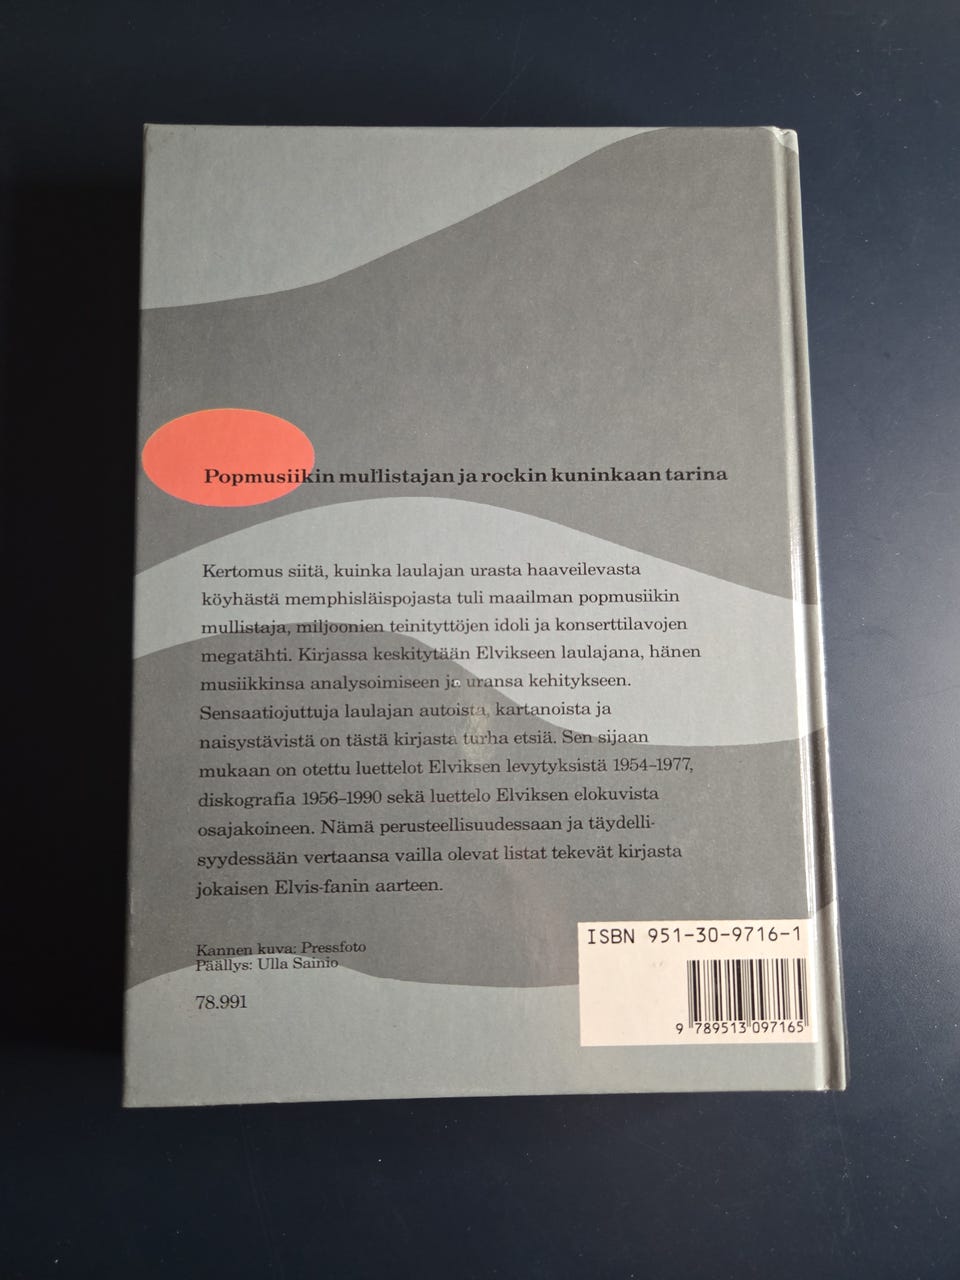 Popmusiikin mullistajan ja rockin kuninkaan tarina
Kertomus siitä, kuinka laulajan urasta haaveilevasta
köyhästä memphisläispojasta tuli maailman popmusiikin
mullistaja, miljoonien teinityttöjen idoli ja konserttilavojen
megatähti. Kirjassa keskitytään Elvikseen laulajana, hänen
musiikkinsa analysoimiseen ja uransa kehitykseen.
Sensaatiojuttuja laulajan autoista, kartanoista ja
naisystävistä on tästä kirjasta turha etsiä. Sen sijaan
mukaan on otettu luettelot Elviksen levytyksistä 1954–1977,
diskografia 1956–1990 sekä luettelo Elviksen elokuvista
osajakoineen. Nämä perusteellisuudessaan ja täydelli-
syydessään vertaansa vailla olevat listat tekevät kirjasta
jokaisen Elvis-fanin aarteen.
Kannen kuva: Pressfoto
Päällys: Ulla Sainio
78.991
ISBN 951-30-9716-1
9 789513 097165